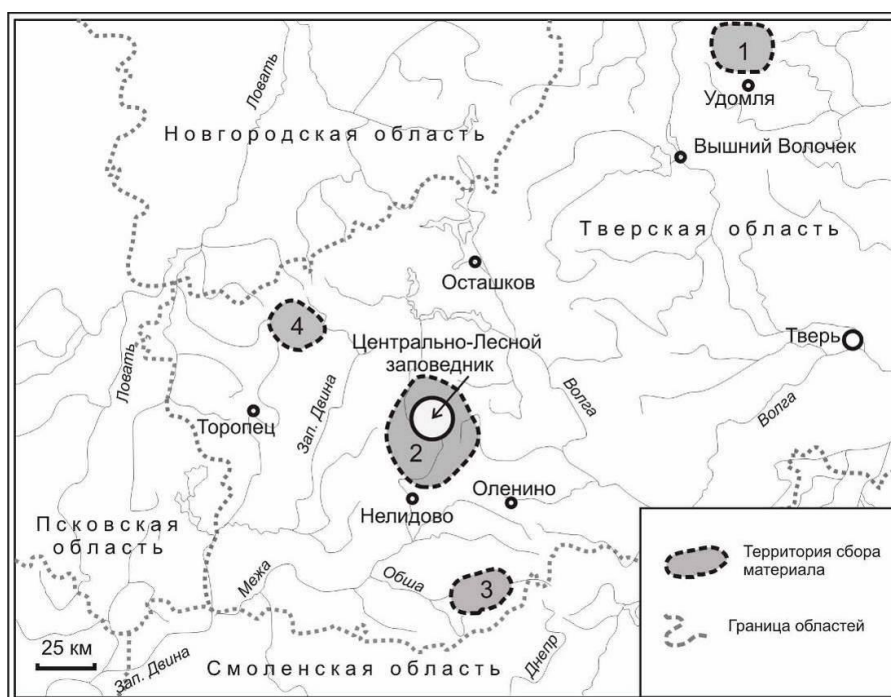 1
Удомля
Ловать
Новгородская область
Вышний Волочек
Тверская область
Осташков
4
Центрально-Лесной
заповедник
Тверь
Ловать
Зап. Двина
Волга
Волга
Торопец
2
Оленино
Нелидово
Псковская
область
Межа
Обша
3
Территория сбора
материала
Граница областей
25 км
Зап. Двина
Смоленская область
Днепр